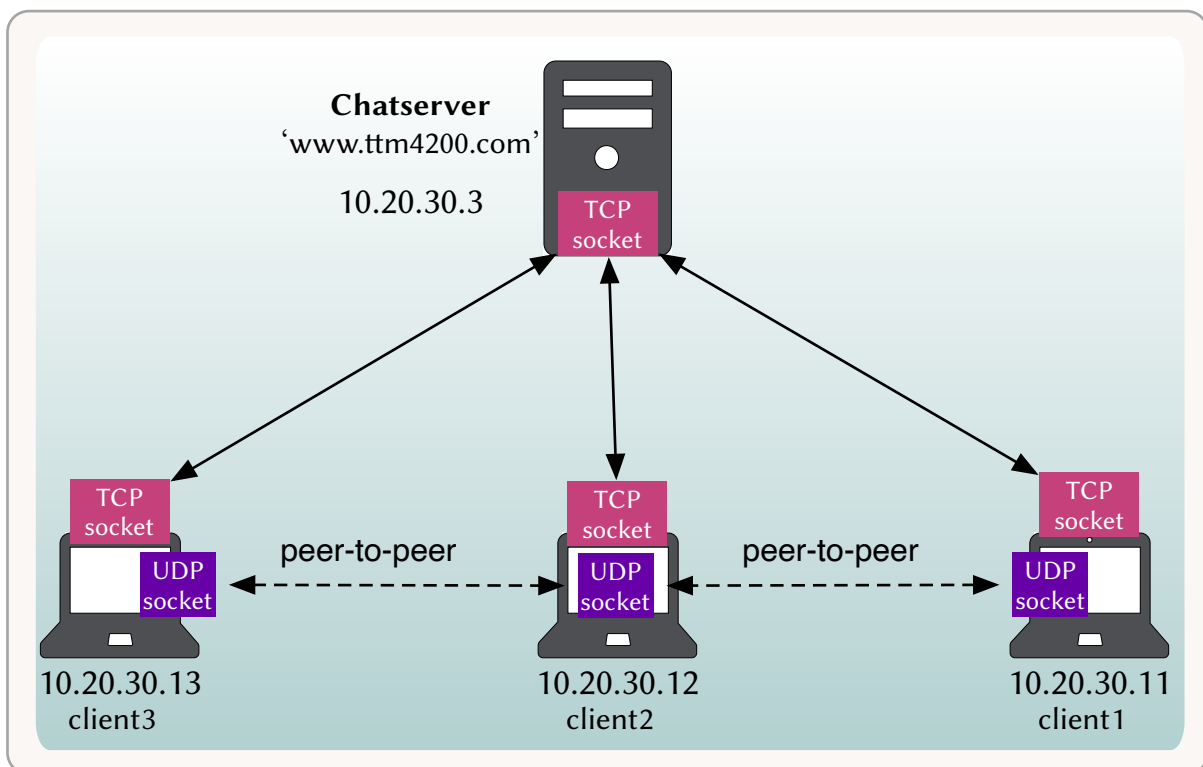 Chatserver
‘www.ttm4200.com’
10.20.30.3
TCP
socket
TCP
socket
TCP
socket
TCP
socket
peer-to-peer
peer-to-peer
UDP
socket
UDP
socket
UDP
socket
10.20.30.13
client3
10.20.30.12
client2
10.20.30.11
client1